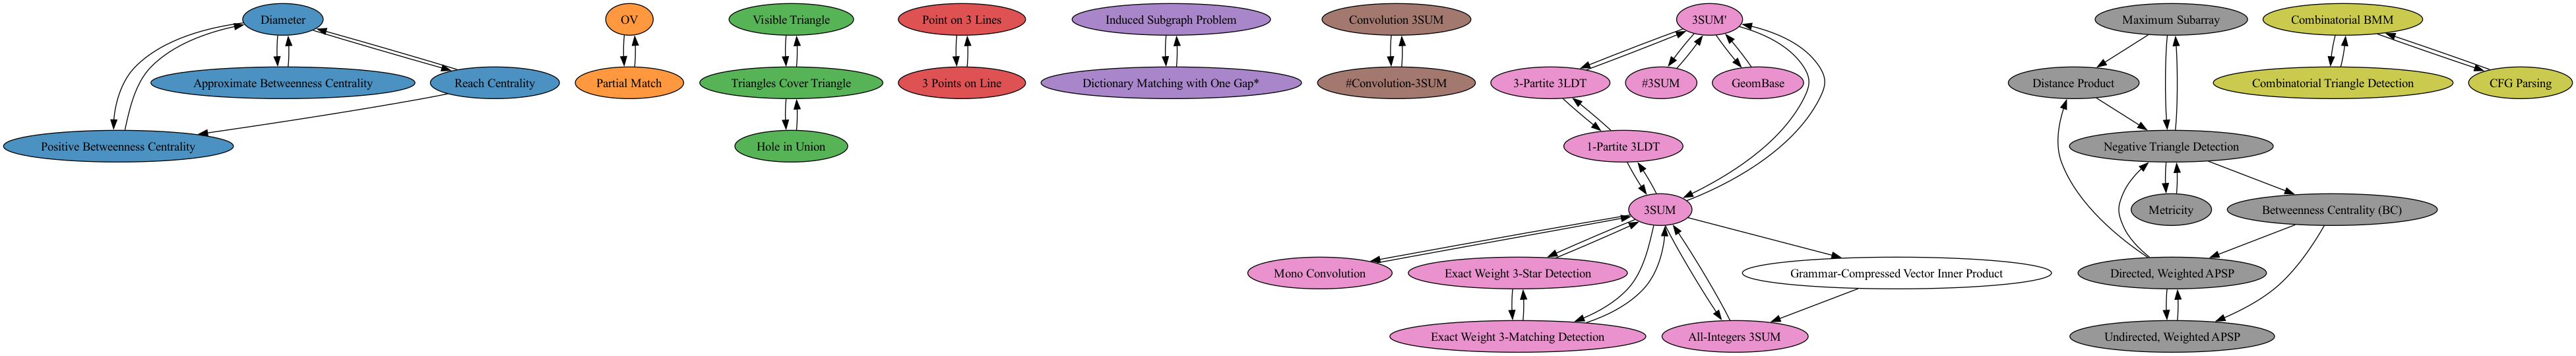 Diameter
OV
Visible Triangle
Point on 3 Lines
Induced Subgraph Problem
Convolution 3SUM
3SUM'
Maximum Subarray
Combinatorial BMM
Approximate Betweenness Centrality
Reach Centrality
Partial Match
Triangles Cover Triangle
3 Points on Line
Dictionary Matching with One Gap*
#Convolution-3SUM
3-Partite 3LDT
#3SUM
GeomBase
Distance Product
Combinatorial Triangle Detection
CFG Parsing
Positive Betweenness Centrality
Hole in Union
1-Partite 3LDT
Negative Triangle Detection
3SUM
Metricity
Betweenness Centrality (BC)
Mono Convolution
Exact Weight 3-Star Detection
Grammar-Compressed Vector Inner Product
Directed, Weighted APSP
Exact Weight 3-Matching Detection
All-Integers 3SUM
Undirected, Weighted APSP